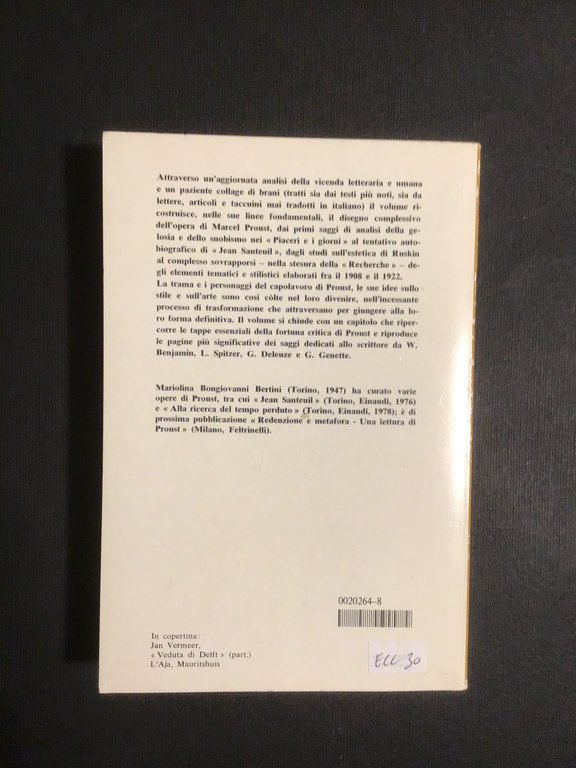 Attraverso un'aggiornata analisi della vicenda letteraria e umana
e un paziente collage di brani (tratti sia dai testi più noti, sia da
lettere, articoli e taccuini mai tradotti in italiano) il volume ri-
costruisce, nelle sue linee fondamentali, il disegno complessivo
dell'opera di Marcel Proust, dai primi saggi di analisi della ge-
losia e dello snobismo nei « Piaceri e i giorni » al tentativo auto-
biografico di « Jean Santeuil », dagli studi sull'estetica di Ruskin
al complesso sovrapporsi – nella stesura della « Recherche » – de-
gli elementi tematici e stilistici elaborati fra il 1908 e il 1922.
La trama e i personaggi del capolavoro di Proust, le sue idee sullo
stile e sull'arte sono così còlte nel loro divenire, nell'incessante
processo di trasformazione che attraversano per giungere alla lo-
ro forma definitiva. Il volume si chiude con un capitolo che riper-
corre le tappe essenziali della fortuna critica di Proust e riproduce
le pagine più significative dei saggi dedicati allo scrittore da W.
Benjamin, L. Spitzer, G. Deleuze e G. Genette.
Mariolina Bongiovanni Bertini (Torino, 1947) ha curato varie
opere di Proust, tra cui « Jean Santeuil » (Torino, Einaudi, 1976)
e « Alla ricerca del tempo perduto » (Torino, Einaudi, 1978); è di
prossima pubblicazione « Redenzione e metafora - Una lettura di
Proust » (Milano, Feltrinelli).
0020264-8
In copertina:
Jan Vermeer,
« Veduta di Delft » (part.)
L'Aja, Mauritshuis
ECC 30